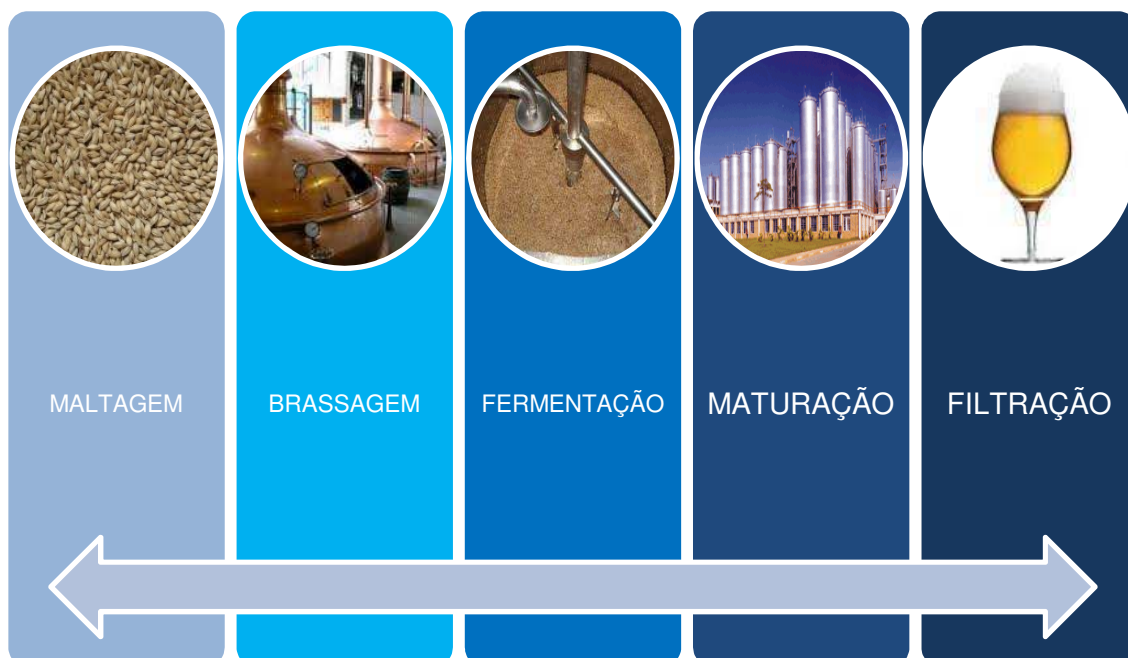 MALTAGEM
BRASSAGEM
FERMENTAÇÃO
MATURAÇÃO
FILTRAÇÃO